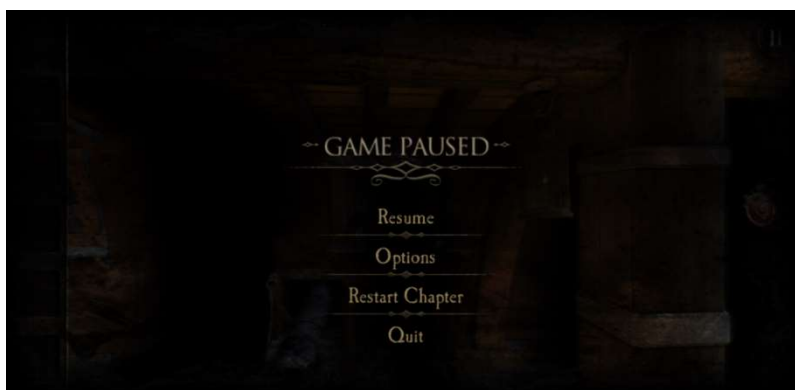 GAME PAUSED
Resume
Options
Restart Chapter
Quit